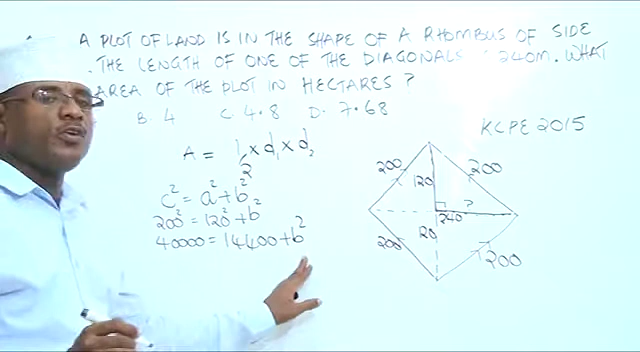 A PLOT OF LAND IS IN THE SHAPE OF A RHOMBUS OF SIDE
. THE LENGTH OF ONE OF THE DIAGONALS 240M. WHAT
AREA OF THE PLOT IN HECTARES ?
B. 4 C. 4.8 D. 7.68
KCPE 2015
A = 1/2 × d₁ × d₂
c² = a² + b²
200² = 120² + b²
40000 = 14400 + b²
200 200
120
?
240
120
200 200